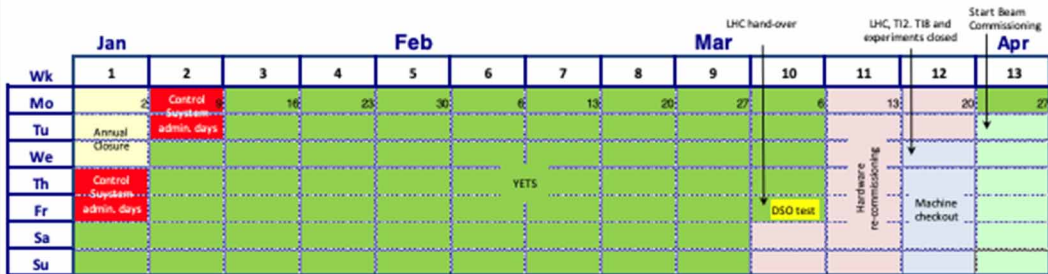 LHC hand-over
LHC, TI2. TI8 and
experiments closed
Start Beam
Commissioning
Jan Feb Mar Apr
Wk 1 2 3 4 5 6 7 8 9 10 11 12 13
Mo 2 9 16 23 30 6 13 20 27 6 13 20 27
Tu
We
Th
Fr
Sa
Su
Annual
Closure
Control
Suystem
admin. days
Control
Suystem
admin. days
YETS
DSO test
Hardware
re-commissioning
Machine
checkout